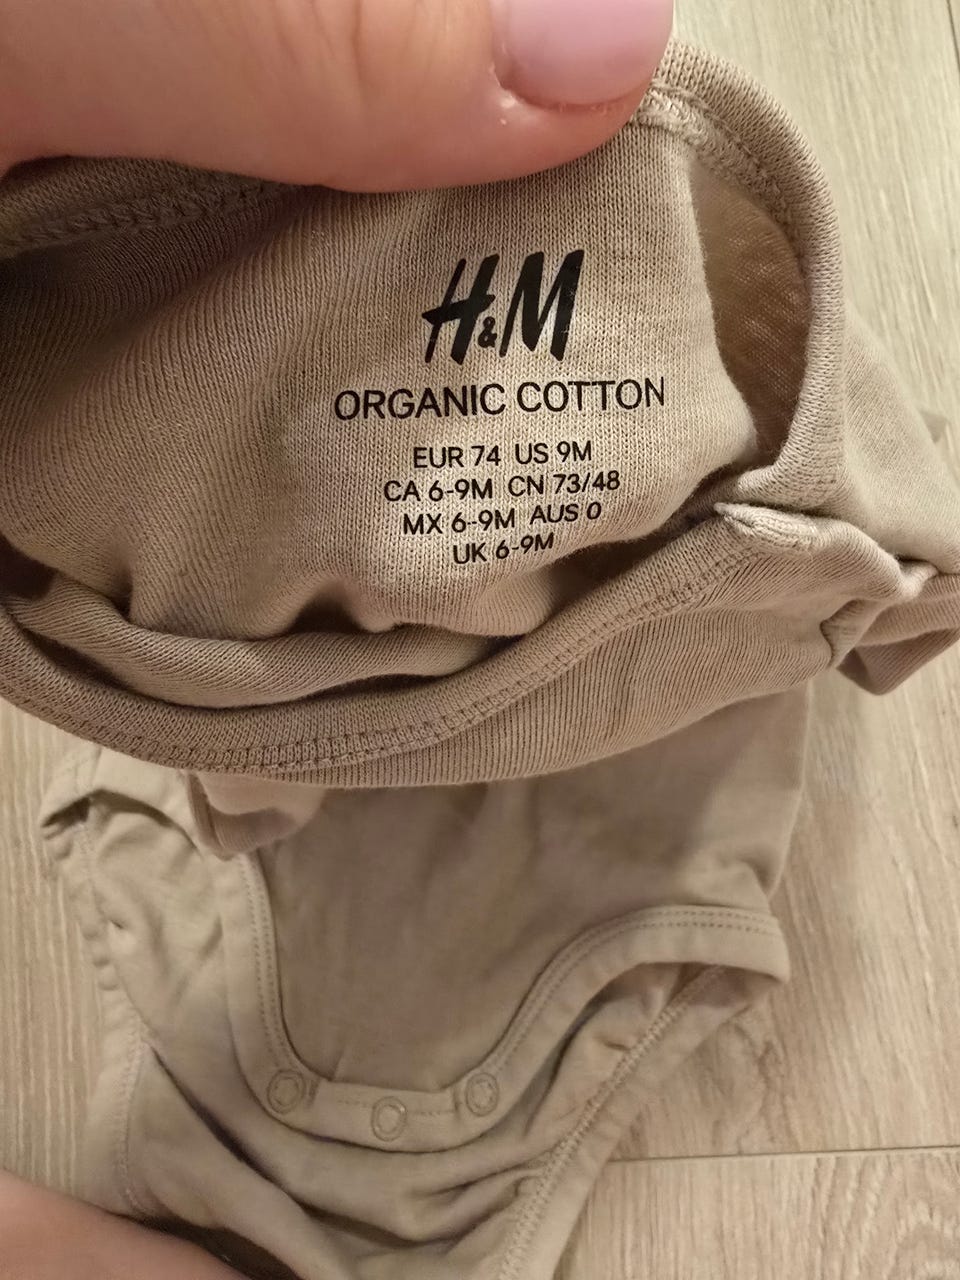 H&M
ORGANIC COTTON
EUR 74 US 9M
CA 6-9M CN 73/48
MX 6-9M AUS 0
UK 6-9M